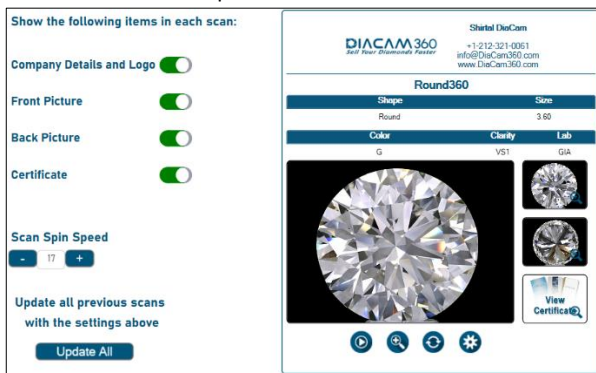 Show the following items in each scan:
Company Details and Logo
Front Picture
Back Picture
Certificate
Scan Spin Speed
- 17 +
Update all previous scans
with the settings above
Update All
DIACAM360
Sell Your Diamonds Faster
Shirtal DiaCam
+1-212-321-0061
info@DiaCam360.com
www.DiaCam360.com
Round360
Shape Size
Round 3.60
Color Clarity Lab
G VS1 GIA
View
Certificate